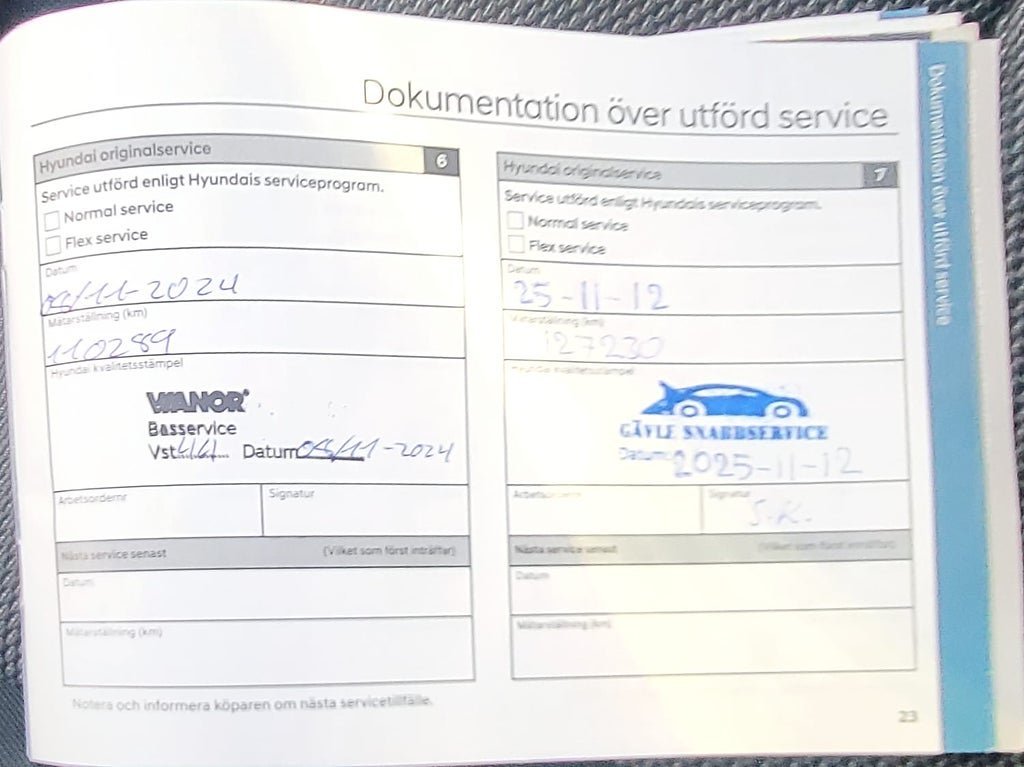 Dokumentation över utförd service
Hyundai originalservice 6
Service utförd enligt Hyundais serviceprogram.
Normal service
Flex service
Datum
/11-2024
Mätarställning (km)
110289
Hyundai kvalitetsstämpel
VIANOR
Basservice
Vst Datum /11-2024
Arbetsordernr Signatur
Nästa service senast (Vilket som först inträffar)
Datum
Mätarställning (km)
Notera och informera köparen om nästa servicetillfälle.
Hyundai originalservice 7
Service utförd enligt Hyundais serviceprogram.
Normal service
Flex service
Datum
25-11-12
Mätarställning (km)
127230
Hyundai kvalitetsstämpel
GÄVLE SNABBSERVICE
Datum: 2025-11-12
Arbetsordernr Signatur
S.K.
Nästa service senast (Vilket som först inträffar)
Datum
Mätarställning (km)
23
Dokumentation över utförd service